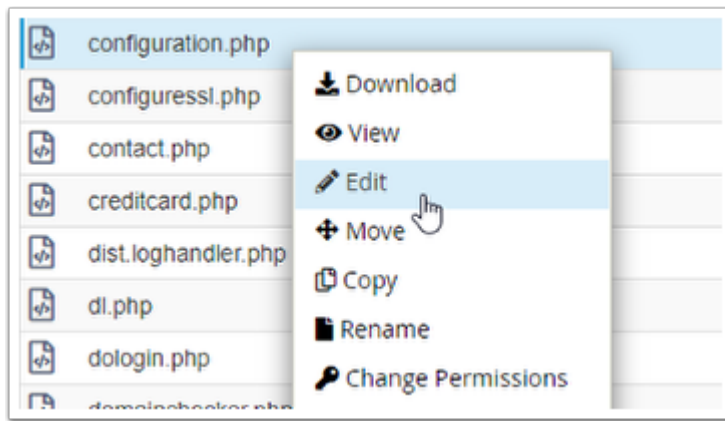 configuration.php
configuressl.php
contact.php
creditcard.php
dist.loghandler.php
dl.php
dologin.php
Download
View
Edit
Move
Copy
Rename
Change Permissions